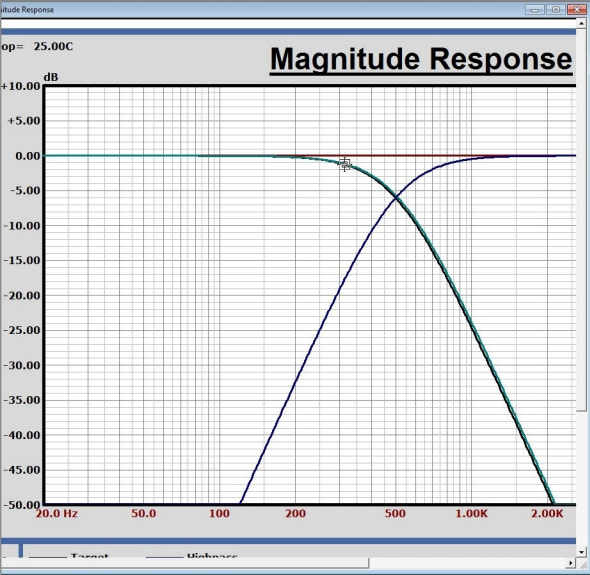 itude Response
op= 25.00C
Magnitude Response
dB
+10.00
+5.00
0.00
-5.00
-10.00
-15.00
-20.00
-25.00
-30.00
-35.00
-40.00
-45.00
-50.00
20.0 Hz 50.0 100 200 500 1.00K 2.00K
Target Highpass